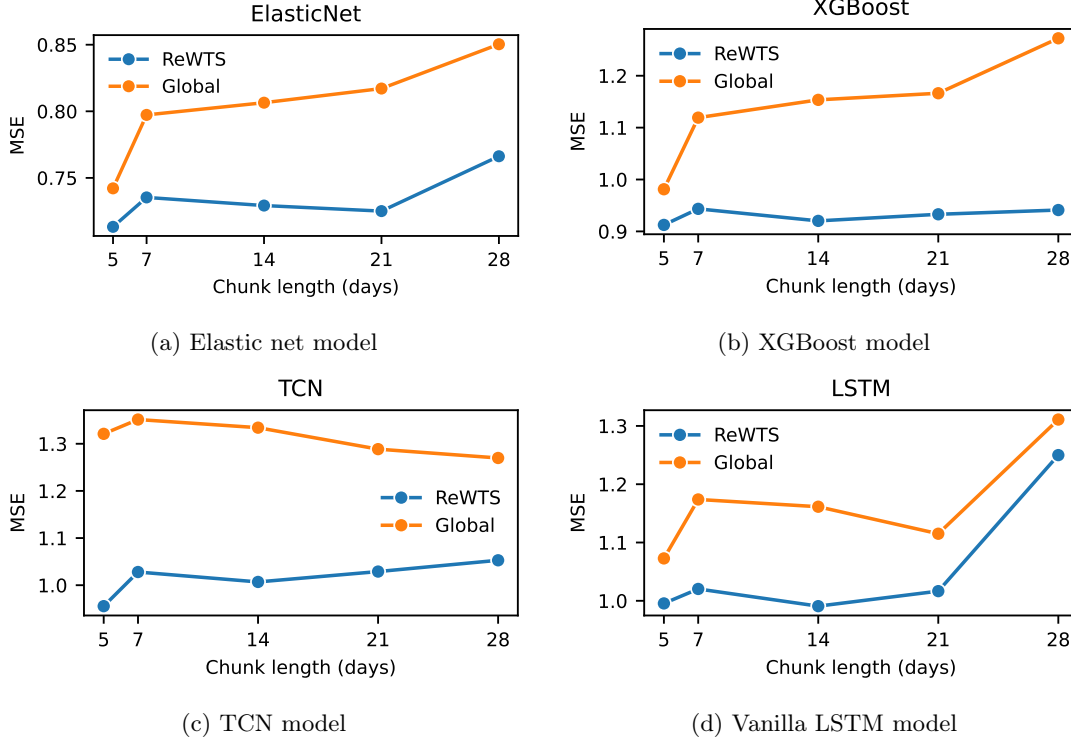 ElasticNet
0.85
0.80
0.75
MSE
ReWTS
Global
5 7 14 21 28
Chunk length (days)
(a) Elastic net model
XGBoost
1.2
1.1
1.0
0.9
MSE
ReWTS
Global
5 7 14 21 28
Chunk length (days)
(b) XGBoost model
TCN
1.3
1.2
1.1
1.0
MSE
ReWTS
Global
5 7 14 21 28
Chunk length (days)
(c) TCN model
LSTM
1.3
1.2
1.1
1.0
MSE
ReWTS
Global
5 7 14 21 28
Chunk length (days)
(d) Vanilla LSTM model